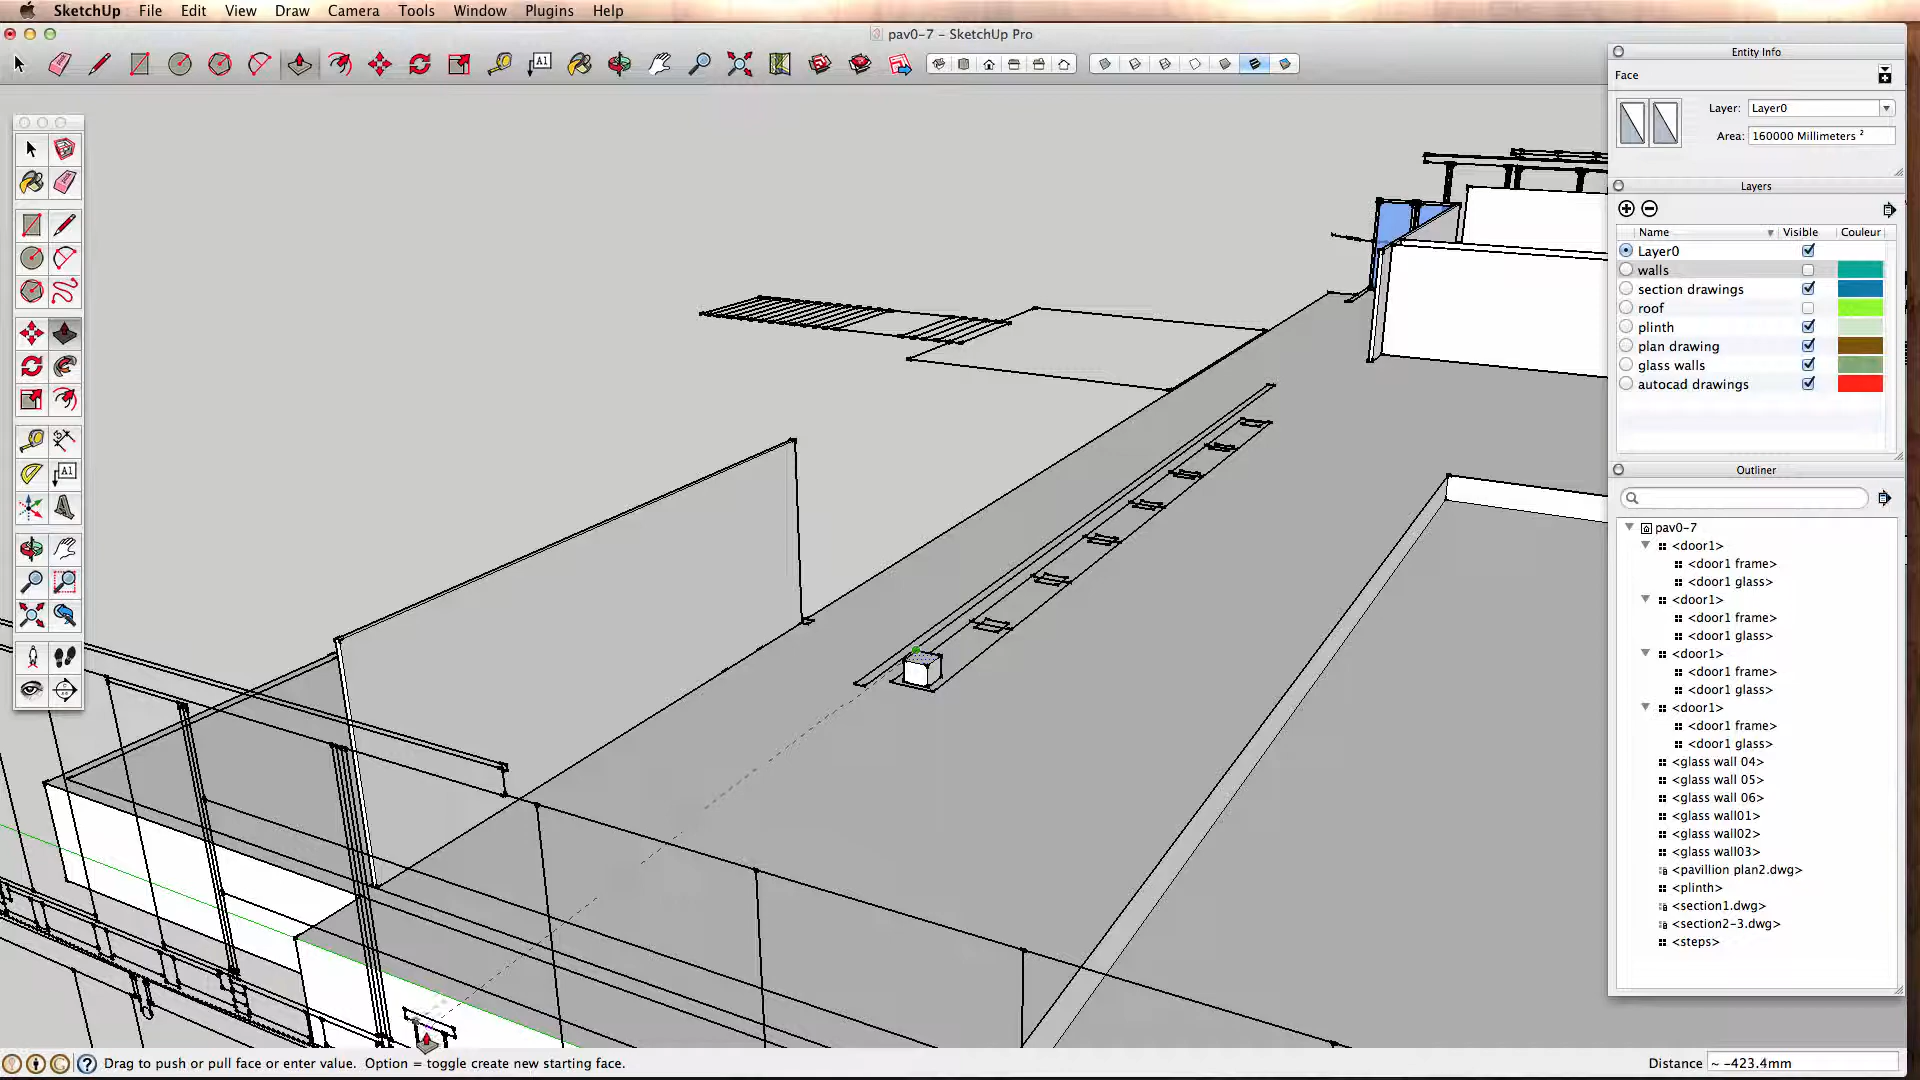 SketchUp File Edit View Draw Camera Tools Window Plugins Help
pav0-7 - SketchUp Pro
A1
A1
Entity Info
Face
Layer: Layer0
Area: 160000 Millimeters ²
Layers
Name Visible Couleur
Layer0
walls
section drawings
roof
plinth
plan drawing
glass walls
autocad drawings
Outliner
pav0-7
<door1>
<door1 frame>
<door1 glass>
<door1>
<door1 frame>
<door1 glass>
<door1>
<door1 frame>
<door1 glass>
<door1>
<door1 frame>
<door1 glass>
<glass wall 04>
<glass wall 05>
<glass wall 06>
<glass wall01>
<glass wall02>
<glass wall03>
<pavillion plan2.dwg>
<plinth>
<section1.dwg>
<section2-3.dwg>
<steps>
Drag to push or pull face or enter value. Option = toggle create new starting face.
Distance ~ -423.4mm